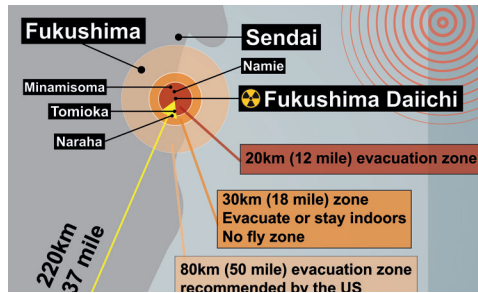 Fukushima
Sendai
Namie
Minamisoma
Fukushima Daiichi
Tomioka
Naraha
20km (12 mile) evacuation zone
30km (18 mile) zone
Evacuate or stay indoors
No fly zone
220km
37 mile
80km (50 mile) evacuation zone
recommended by the US